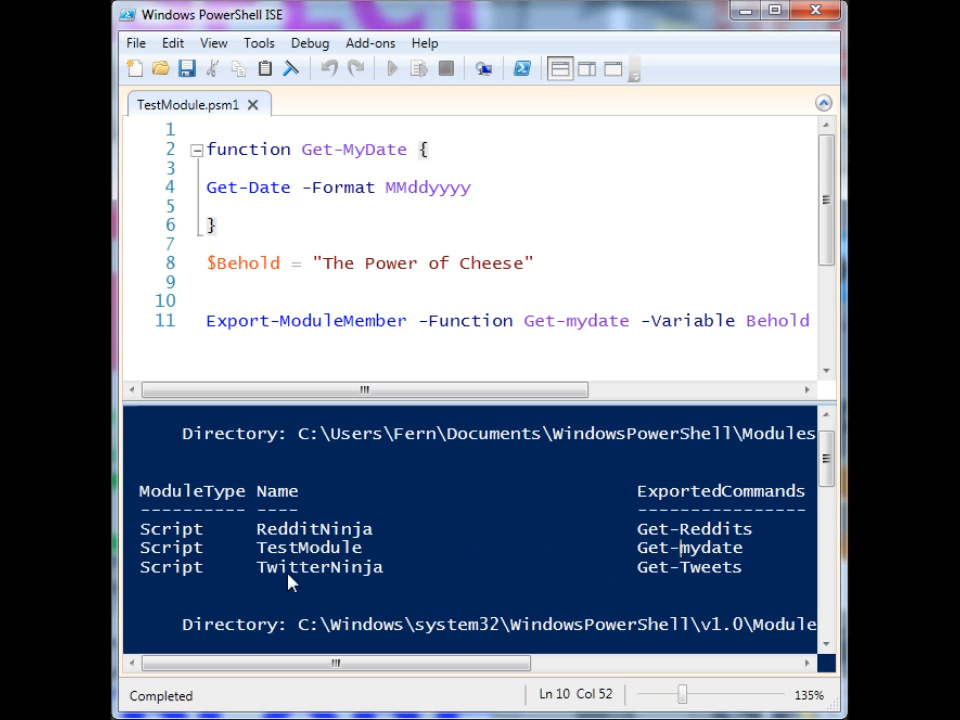 Windows PowerShell ISE
File Edit View Tools Debug Add-ons Help
TestModule.psm1
1
2 function Get-MyDate {
3
4 Get-Date -Format MMddyyyy
5
6 }
7
8 $Behold = "The Power of Cheese"
9
10
11 Export-ModuleMember -Function Get-mydate -Variable Behold
Directory: C:\Users\Fern\Documents\WindowsPowerShell\Modules
ModuleType Name ExportedCommands
---------- ---- ----------------
Script RedditNinja Get-Reddits
Script TestModule Get-mydate
Script TwitterNinja Get-Tweets
Directory: C:\Windows\system32\WindowsPowerShell\v1.0\Module
Completed Ln 10 Col 52 135%